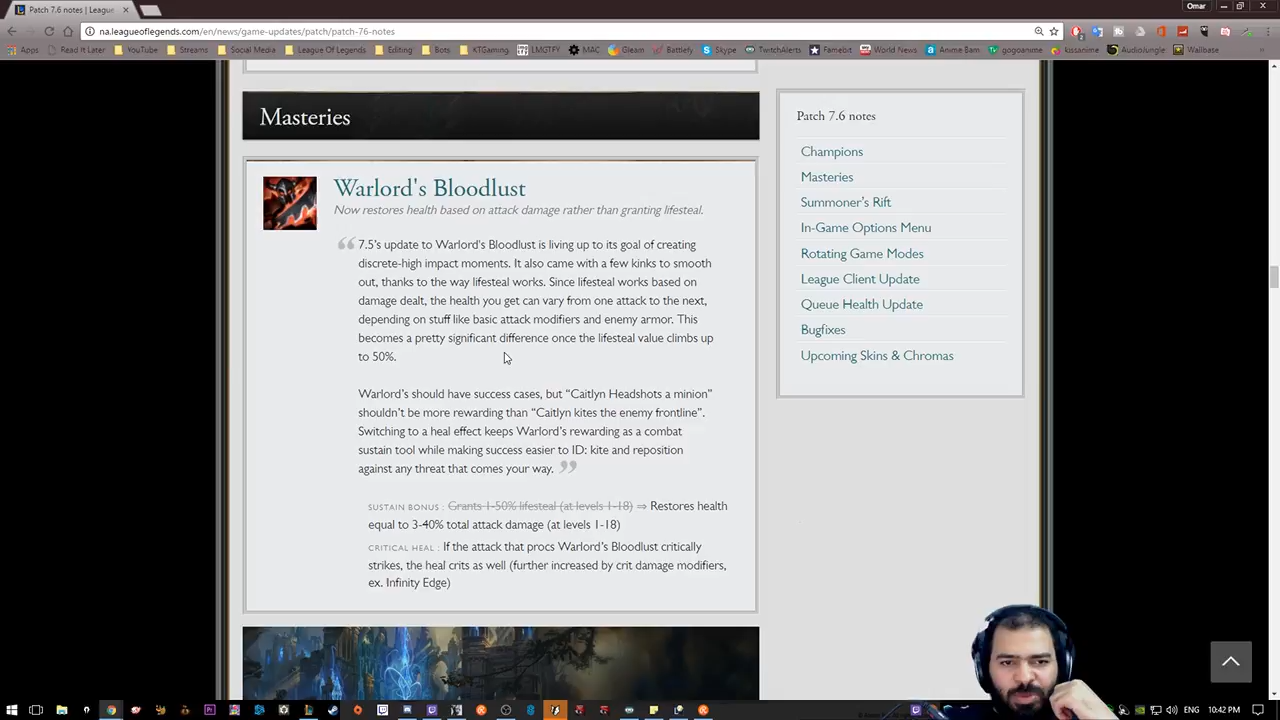 Patch 7.6 notes | League
Omar
na.leagueoflegends.com/en/news/game-updates/patch/patch-76-notes
Apps Read It Later YouTube Streams Social Media League Of Legends Editing Bots KTGaming LMGTFY MAC Gleam Battlefy Skype TwitchAlerts Famebit World News Anime Bam gogoanime kissanime AudioJungle Wallbase
Masteries
Warlord's Bloodlust
Now restores health based on attack damage rather than granting lifesteal.
“ 7.5's update to Warlord's Bloodlust is living up to its goal of creating
discrete-high impact moments. It also came with a few kinks to smooth
out, thanks to the way lifesteal works. Since lifesteal works based on
damage dealt, the health you get can vary from one attack to the next,
depending on stuff like basic attack modifiers and enemy armor. This
becomes a pretty significant difference once the lifesteal value climbs up
to 50%.
Warlord's should have success cases, but “Caitlyn Headshots a minion”
shouldn't be more rewarding than “Caitlyn kites the enemy frontline”.
Switching to a heal effect keeps Warlord's rewarding as a combat
sustain tool while making success easier to ID: kite and reposition
against any threat that comes your way. ”
SUSTAIN BONUS : Grants 1-50% lifesteal (at levels 1-18) ⇒ Restores health
equal to 3-40% total attack damage (at levels 1-18)
CRITICAL HEAL : If the attack that procs Warlord's Bloodlust critically
strikes, the heal crits as well (further increased by crit damage modifiers,
ex. Infinity Edge)
Patch 7.6 notes
Champions
Masteries
Summoner's Rift
In-Game Options Menu
Rotating Game Modes
League Client Update
Queue Health Update
Bugfixes
Upcoming Skins & Chromas
ENG 10:42 PM